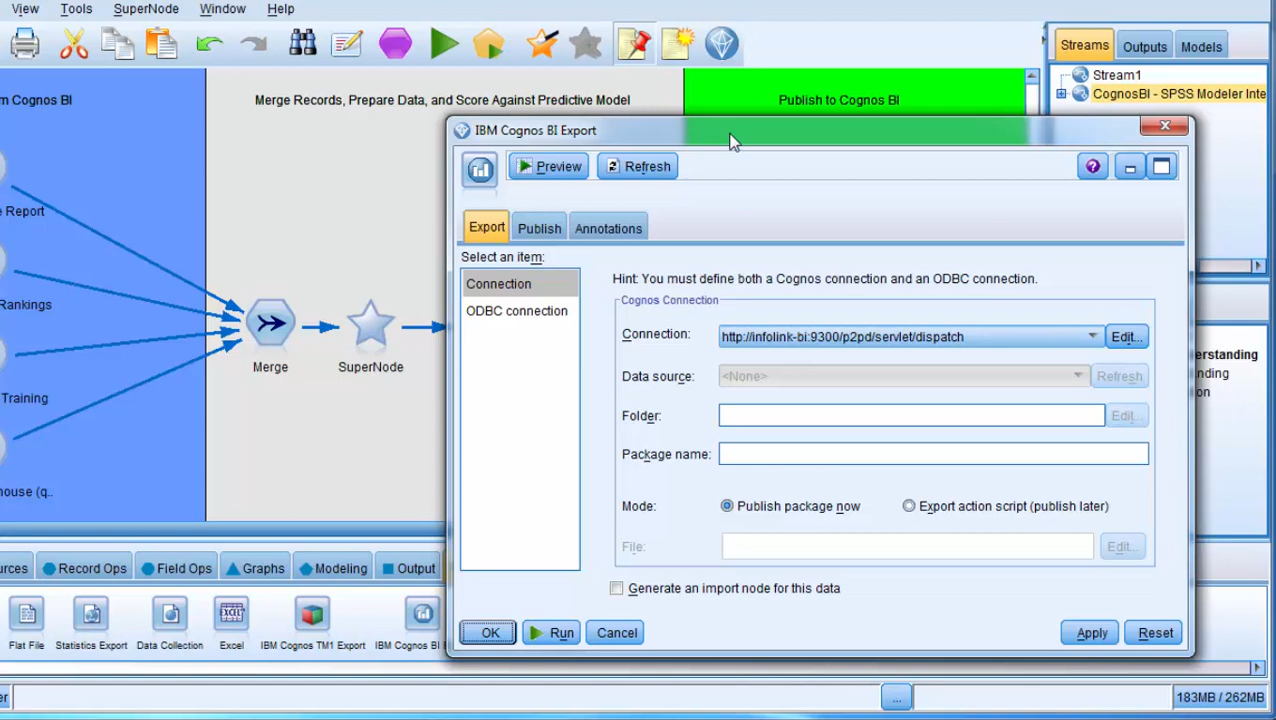 View Tools SuperNode Window Help
Streams Outputs Models
Stream1
CognosBI - SPSS Modeler Inte
m Cognos BI
Merge Records, Prepare Data, and Score Against Predictive Model
Publish to Cognos BI
e Report
Rankings
Training
house (q..
Merge
SuperNode
IBM Cognos BI Export
Preview Refresh
Export Publish Annotations
Select an item:
Connection
ODBC connection
Hint: You must define both a Cognos connection and an ODBC connection.
Cognos Connection
Connection: http://infolink-bi:9300/p2pd/servlet/dispatch Edit...
Data source: <None> Refresh
Folder: Edit...
Package name:
Mode: Publish package now Export action script (publish later)
File: Edit...
Generate an import node for this data
OK Run Cancel Apply Reset
erstanding
nding
on
urces Record Ops Field Ops Graphs Modeling Output
Flat File Statistics Export Data Collection Excel IBM Cognos TM1 Export IBM Cognos BI E
er ... 183MB / 262MB